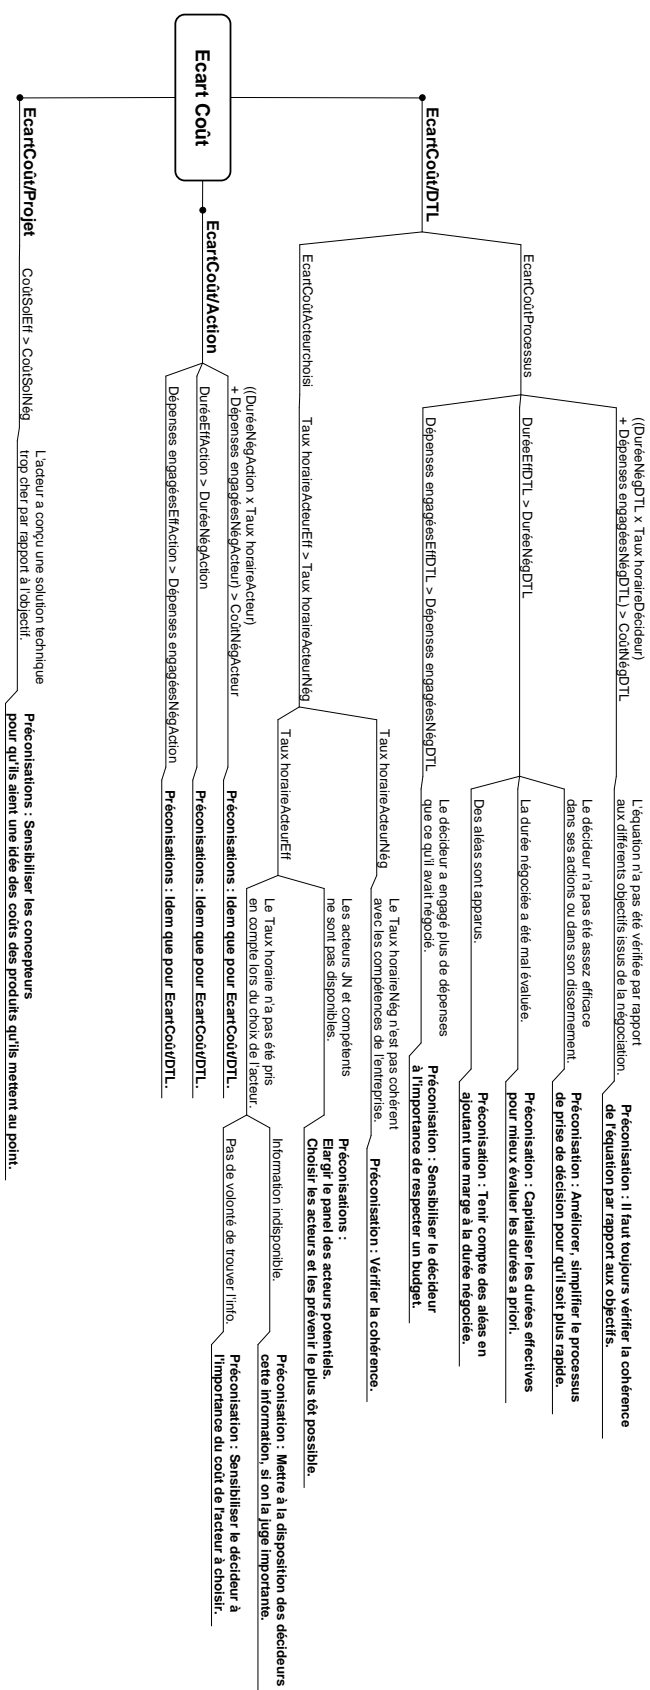 Ecart Coût
EcartCoût/DTL
EcartCoûtProcessus
((DuréeNégDTL x Taux horaireDécideur)
+ Dépenses engagéesNégDTL) > CoûtNégDTL
L'équation n'a pas été vérifiée par rapport
aux différents objectifs issus de la négociation.
Préconisation : Il faut toujours vérifier la cohérence
de l'équation par rapport aux objectifs.
DuréeEffDTL > DuréeNégDTL
Le décideur n'a pas été assez efficace
dans ses actions ou dans son discernement.
Préconisation : Améliorer, simplifier le processus
de prise de décision pour qu'il soit plus rapide.
La durée négociée a été mal évaluée.
Préconisation : Capitaliser les durées effectives
pour mieux évaluer les durées a priori.
Des aléas sont apparus.
Préconisation : Tenir compte des aléas en
ajoutant une marge à la durée négociée.
Dépenses engagéesEffDTL > Dépenses engagéesNégDTL
Le décideur a engagé plus de dépenses
que ce qu'il avait négocié.
Préconisation : Sensibiliser le décideur
à l'importance de respecter un budget.
EcartCoûtActeurchoisi
Taux horaireActeurEff > Taux horaireActeurNég
Taux horaireActeurNég
Le Taux horaireNég n'est pas cohérent
avec les compétences de l'entreprise.
Préconisation : Vérifier la cohérence.
Taux horaireActeurEff
Les acteurs JN et compétents
ne sont pas disponibles.
Préconisations :
Elargir le panel des acteurs potentiels.
Choisir les acteurs et les prévenir le plus tôt possible.
Le Taux horaire n'a pas été pris
en compte lors du choix de l'acteur.
Information indisponible.
Préconisation : Mettre à la disposition des décideurs
cette information, si on la juge importante.
Pas de volonté de trouver l'info.
Préconisation : Sensibiliser le décideur à
l'importance du coût de l'acteur à choisir.
EcartCoût/Action
((DuréeNégAction x Taux horaireActeur)
+ Dépenses engagéesNégActeur) > CoûtNégActeur
Préconisations : Idem que pour EcartCoût/DTL.
DuréeEffAction > DuréeNégAction
Préconisations : Idem que pour EcartCoût/DTL.
Dépenses engagéesEffAction > Dépenses engagéesNégAction
Préconisations : Idem que pour EcartCoût/DTL.
EcartCoût/Projet
CoûtSolEff > CoûtSolNég
L'acteur a conçu une solution technique
trop cher par rapport à l'objectif.
Préconisations : Sensibiliser les concepteurs
pour qu'ils aient une idée des coûts des produits qu'ils mettent au point.